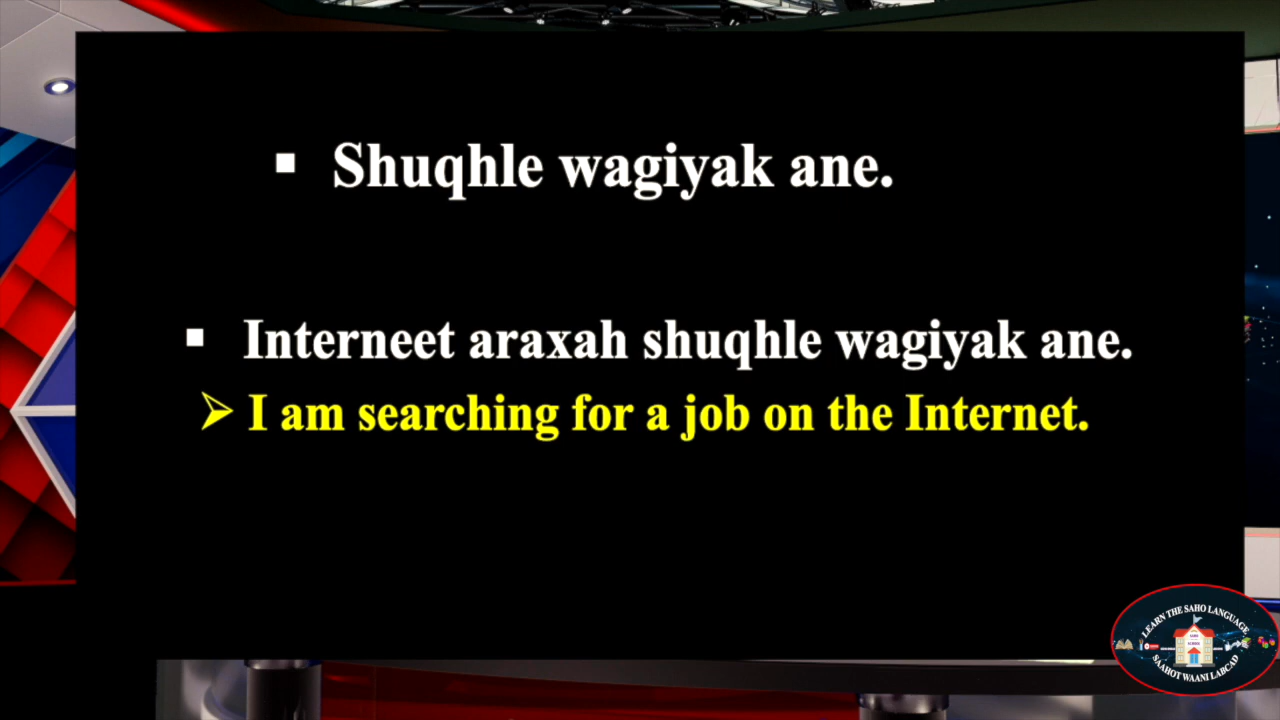 ▪ Shuqhle wagiyak ane.
▪ Interneet araxah shuqhle wagiyak ane.
➢ I am searching for a job on the Internet.
LEARN THE SAHO LANGUAGE
SAAHOT WAANI LABCAD